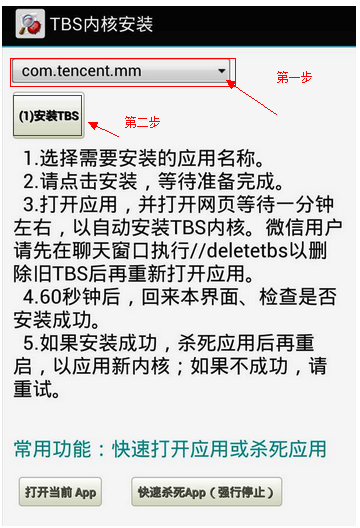 TBS内核安装
com.tencent.mm
第一步
(1)安装TBS
第二步
1.选择需要安装的应用名称。
2.请点击安装，等待准备完成。
3.打开应用，并打开网页等待一分钟
左右，以自动安装TBS内核。微信用户
请先在聊天窗口执行//deletetbs以删
除旧TBS后再重新打开应用。
4.60秒钟后，回来本界面、检查是否
安装成功。
5.如果安装成功，杀死应用后再重
启，以应用新内核；如果不成功，请
重试。
常用功能：快速打开应用或杀死应用
打开当前 App
快速杀死App（强行停止）